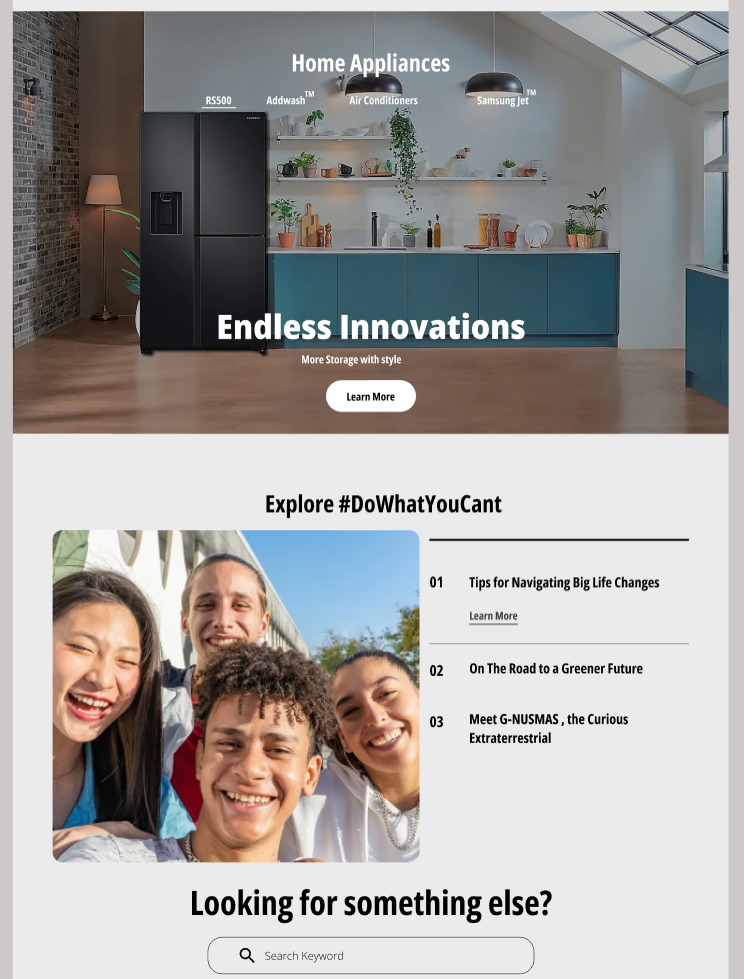 Home Appliances
RS500 Addwash™ Air Conditioners Samsung Jet™
SAMSUNG
Endless Innovations
More Storage with style
Learn More
Explore #DoWhatYouCant
01 Tips for Navigating Big Life Changes
Learn More
02 On The Road to a Greener Future
03 Meet G-NUSMAS , the Curious
Extraterrestrial
Looking for something else?
Search Keyword